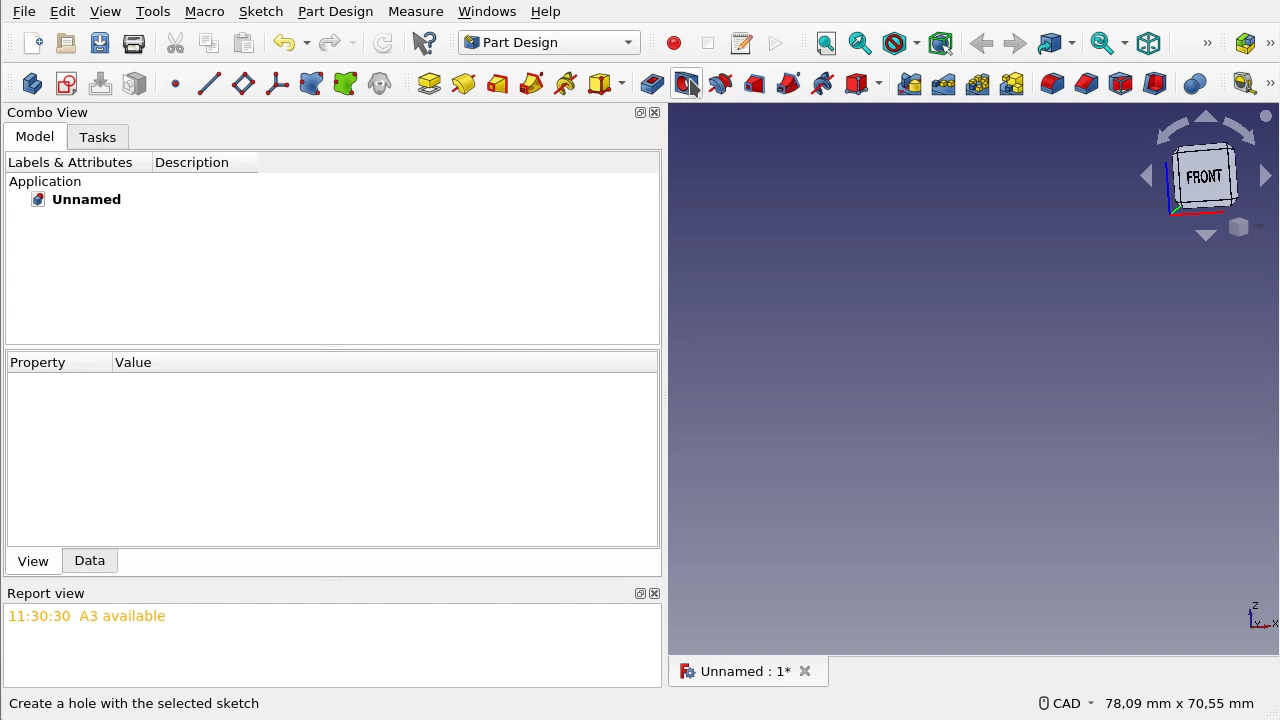 File Edit View Tools Macro Sketch Part Design Measure Windows Help
Part Design
Combo View
Model Tasks
Labels & Attributes Description
Application
Unnamed
FRONT
Property Value
View Data
Report view
11:30:30 A3 available
Z
Y X
Unnamed : 1*
Create a hole with the selected sketch
CAD 78,09 mm x 70,55 mm